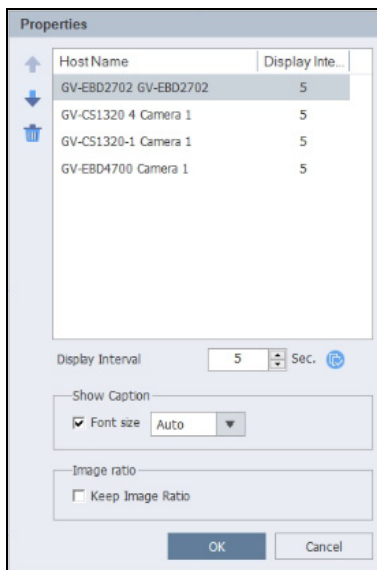 Properties
Host Name Display Inte...
GV-EBD2702 GV-EBD2702 5
GV-CS1320 4 Camera 1 5
GV-CS1320-1 Camera 1 5
GV-EBD4700 Camera 1 5
Display Interval 5 Sec.
Show Caption
Font size Auto
Image ratio
Keep Image Ratio
OK Cancel